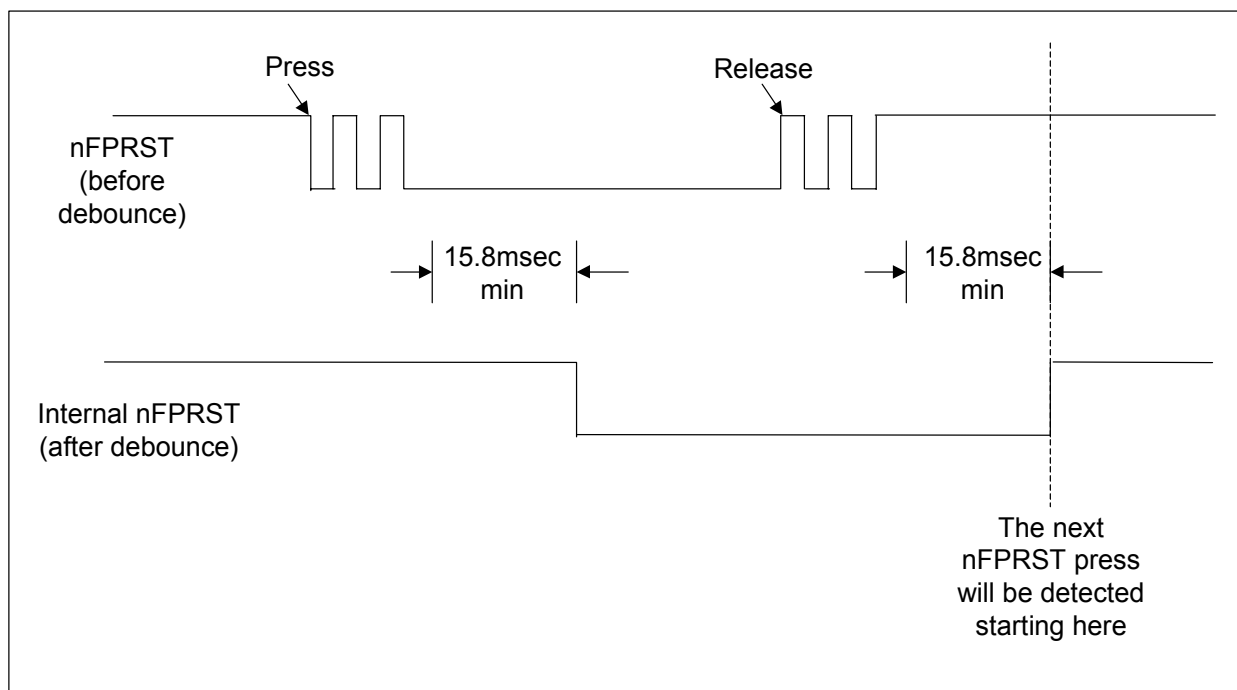 Press
Release
nFPRST
(before
debounce)
15.8msec
min
15.8msec
min
Internal nFPRST
(after debounce)
The next
nFPRST press
will be detected
starting here